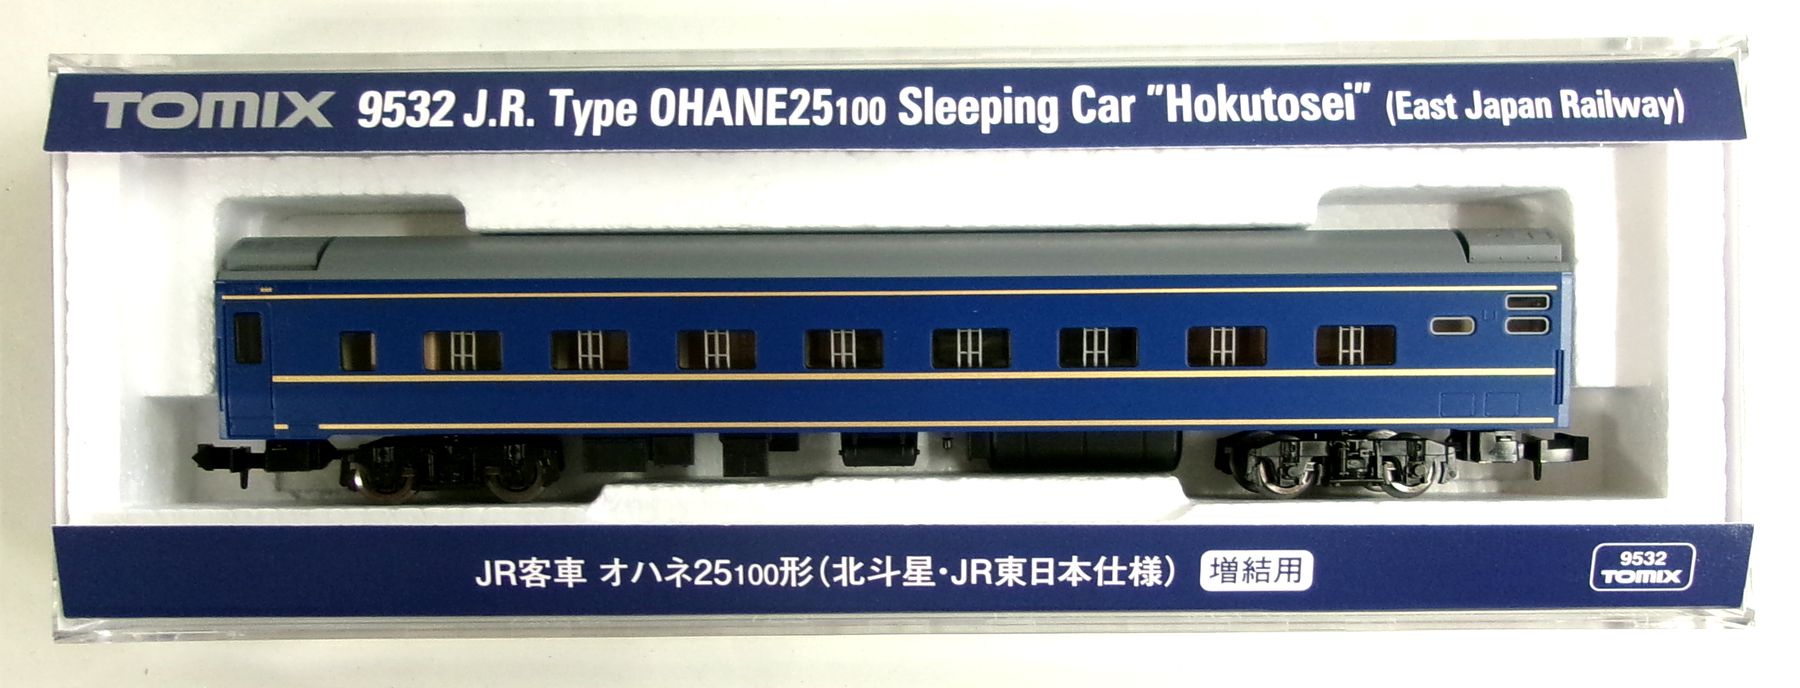 TOMIX 9532 J.R. Type OHANE25100 Sleeping Car "Hokutosei" (East Japan Railway)
JR客車 オハネ25100形(北斗星・JR東日本仕様) 増結用
9532
TOMIX